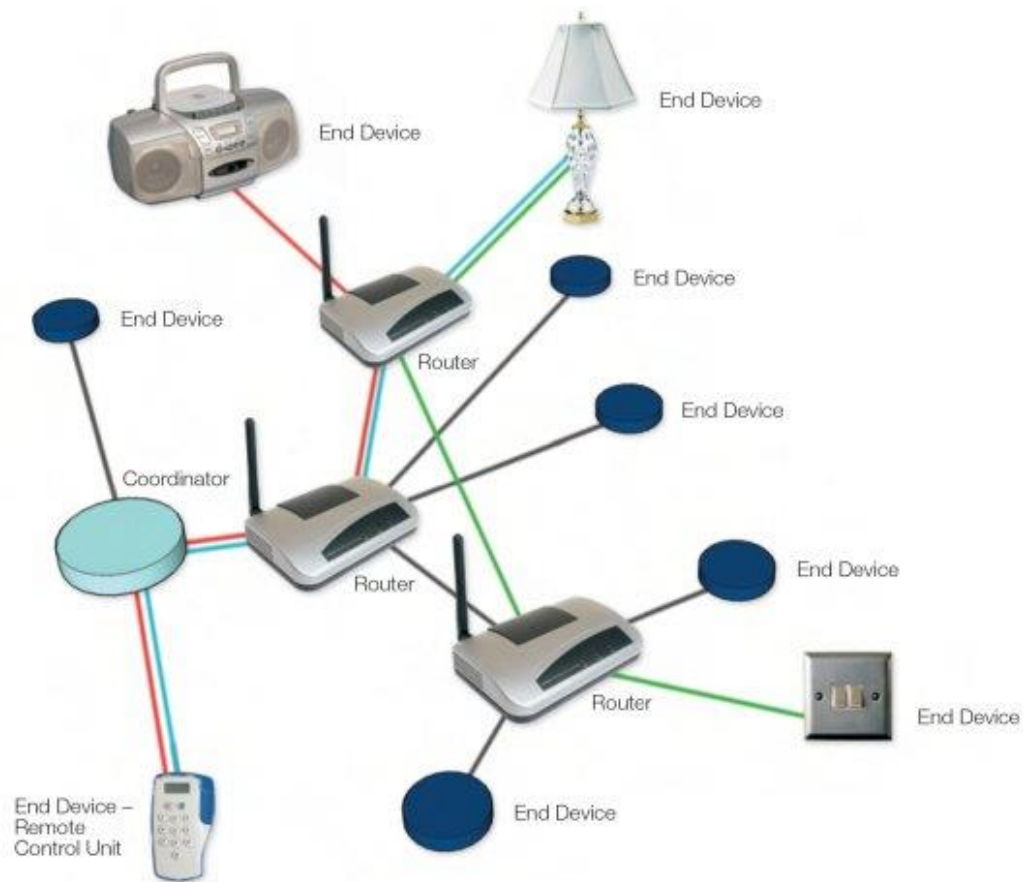 End Device
End Device
End Device
End Device
Router
End Device
Coordinator
Router
End Device
Router
End Device
End Device –
Remote
Control Unit
End Device